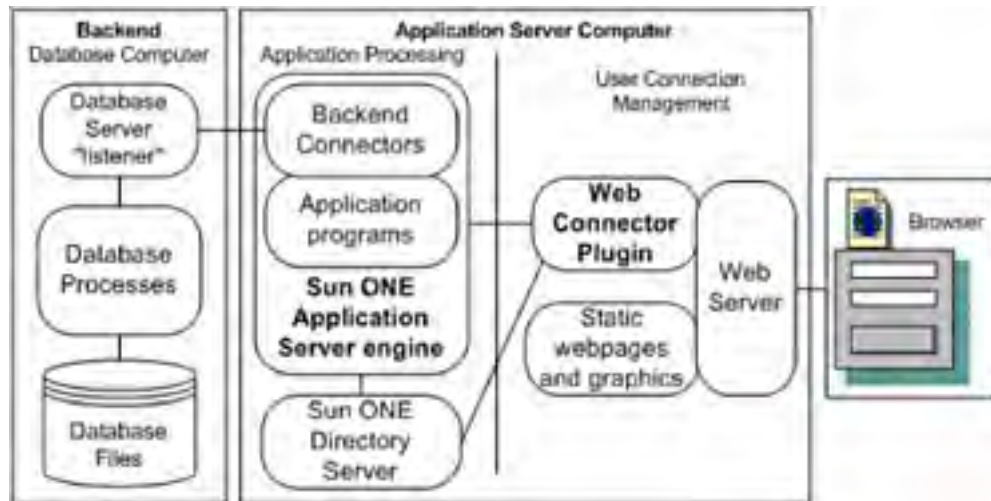 Backend
Database Computer
Database
Server
"listener"
Database
Processes
Database
Files
Application Server Computer
Application Processing
Backend
Connectors
Application
programs
Sun ONE
Application
Server engine
Sun ONE
Directory
Server
User Connection
Management
Web
Connector
Plugin
Static
webpages
and graphics
Web
Server
Browser